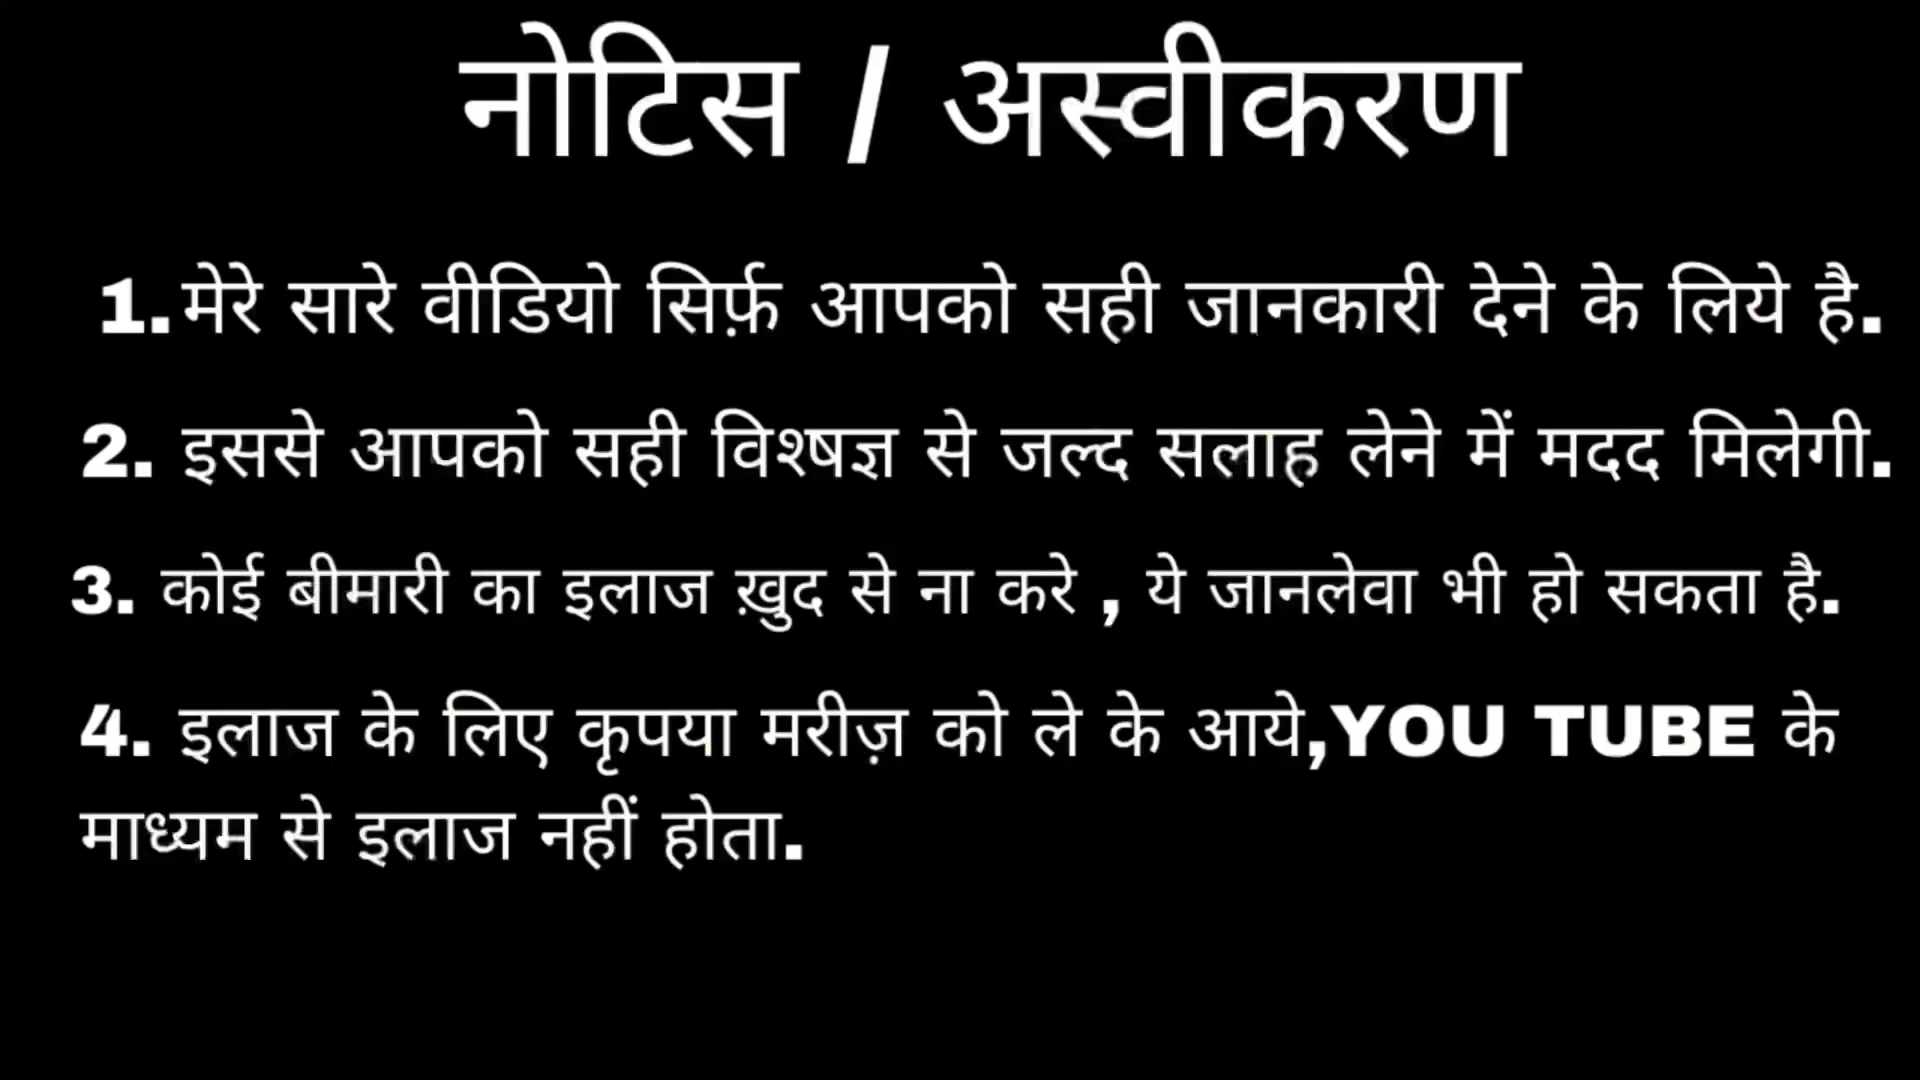 नोटिस / अस्वीकरण
1. मेरे सारे वीडियो सिर्फ़ आपको सही जानकारी देने के लिये है.
2. इससे आपको सही विश्षज्ञ से जल्द सलाह लेने में मदद मिलेगी.
3. कोई बीमारी का इलाज ख़ुद से ना करे , ये जानलेवा भी हो सकता है.
4. इलाज के लिए कृपया मरीज़ को ले के आये,YOU TUBE के
माध्यम से इलाज नहीं होता.